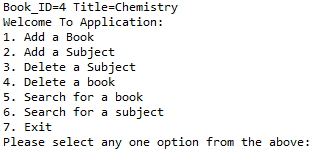 Book_ID=4 Title=Chemistry
Welcome To Application:
1. Add a Book
2. Add a Subject
3. Delete a Subject
4. Delete a book
5. Search for a book
6. Search for a subject
7. Exit
Please select any one option from the above: